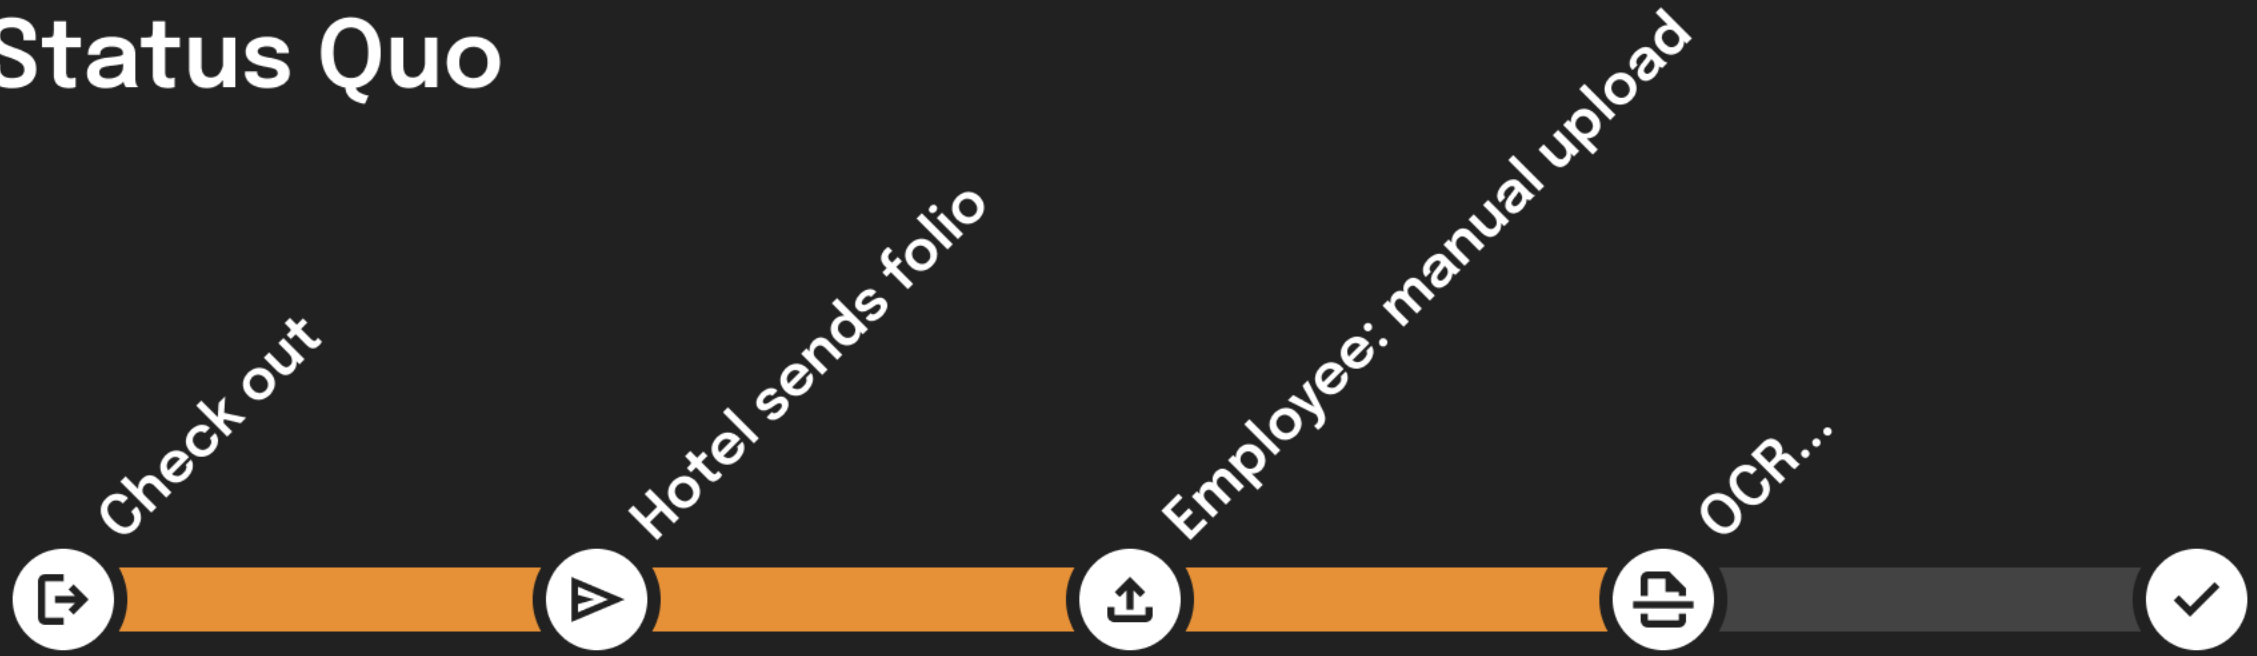 Status Quo
Check out
Hotel sends folio
Employee: manual upload
OCR...